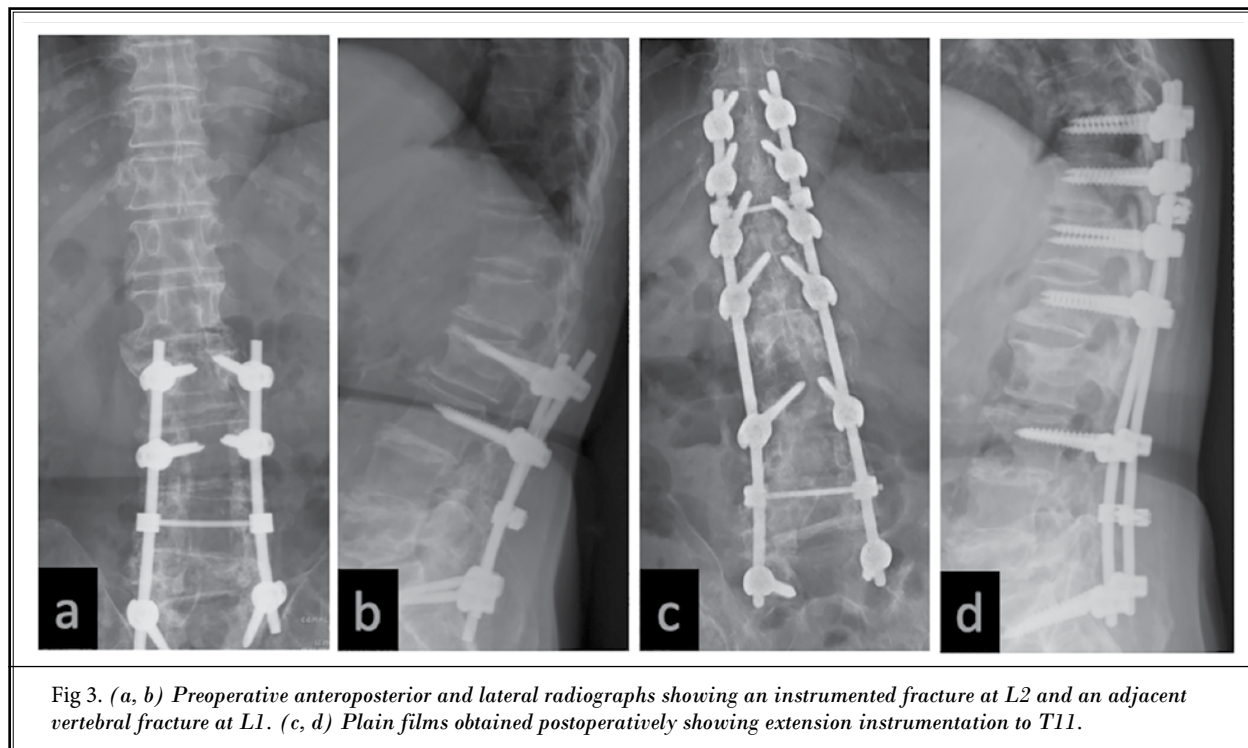 a
b
c
d
Fig 3. (a, b) Preoperative anteroposterior and lateral radiographs showing an instrumented fracture at L2 and an adjacent
vertebral fracture at L1. (c, d) Plain films obtained postoperatively showing extension instrumentation to T11.